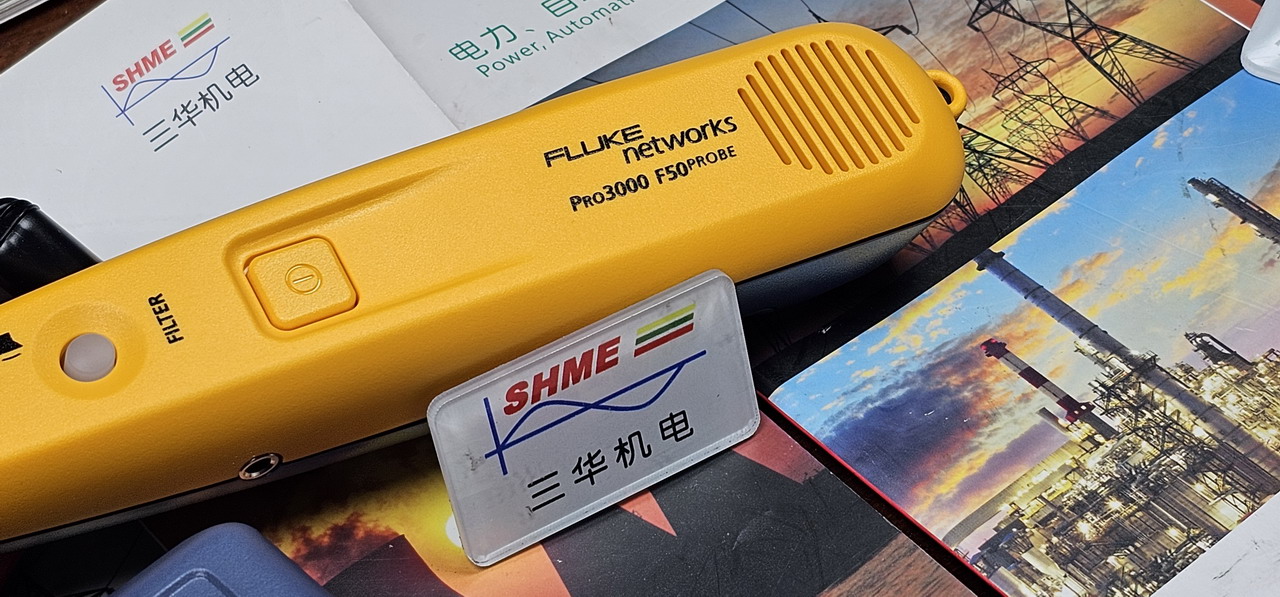 SHME
三华机电
电力、自
Power, Automati
FLUKE
networks
PRO3000 F50PROBE
FILTER
SHME
三华机电